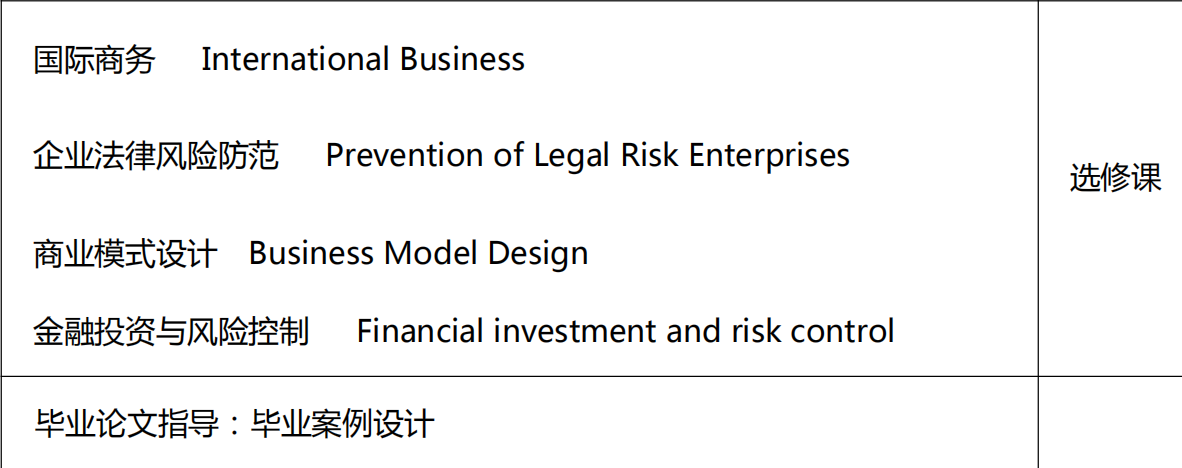 国际商务 International Business
企业法律风险防范 Prevention of Legal Risk Enterprises
选修课
商业模式设计 Business Model Design
金融投资与风险控制 Financial investment and risk control
毕业论文指导：毕业案例设计